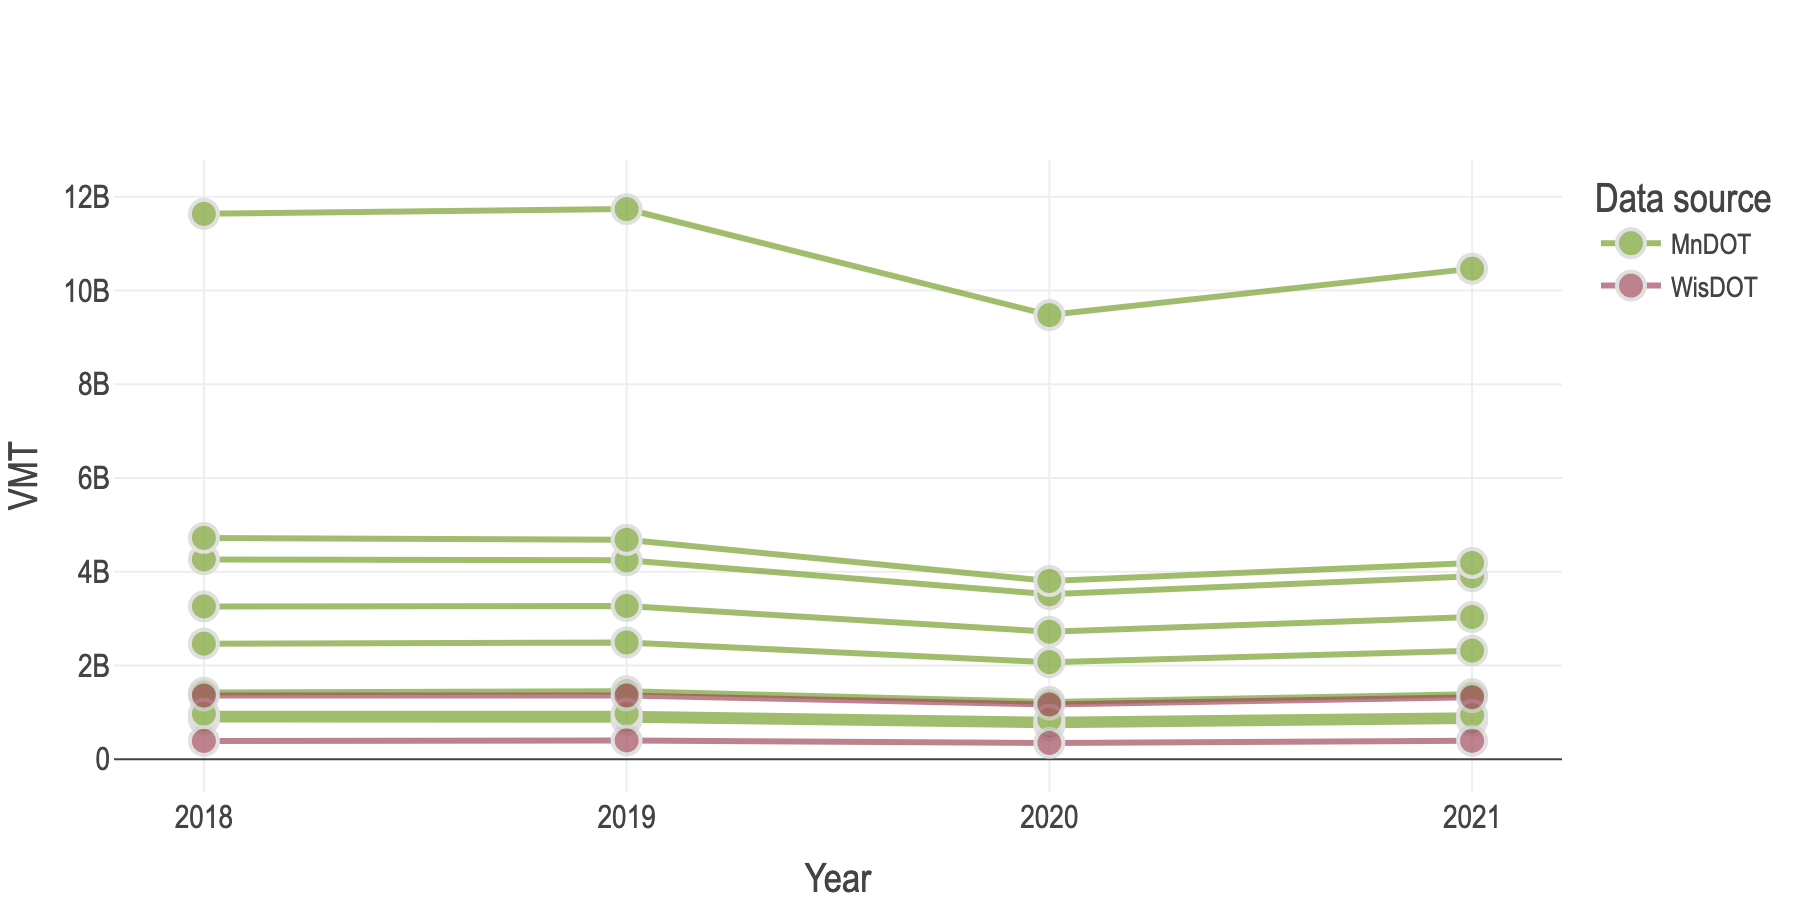 12B
10B
8B
6B
4B
2B
0
VMT
2018
2019
2020
2021
Year
Data source
MnDOT
WisDOT